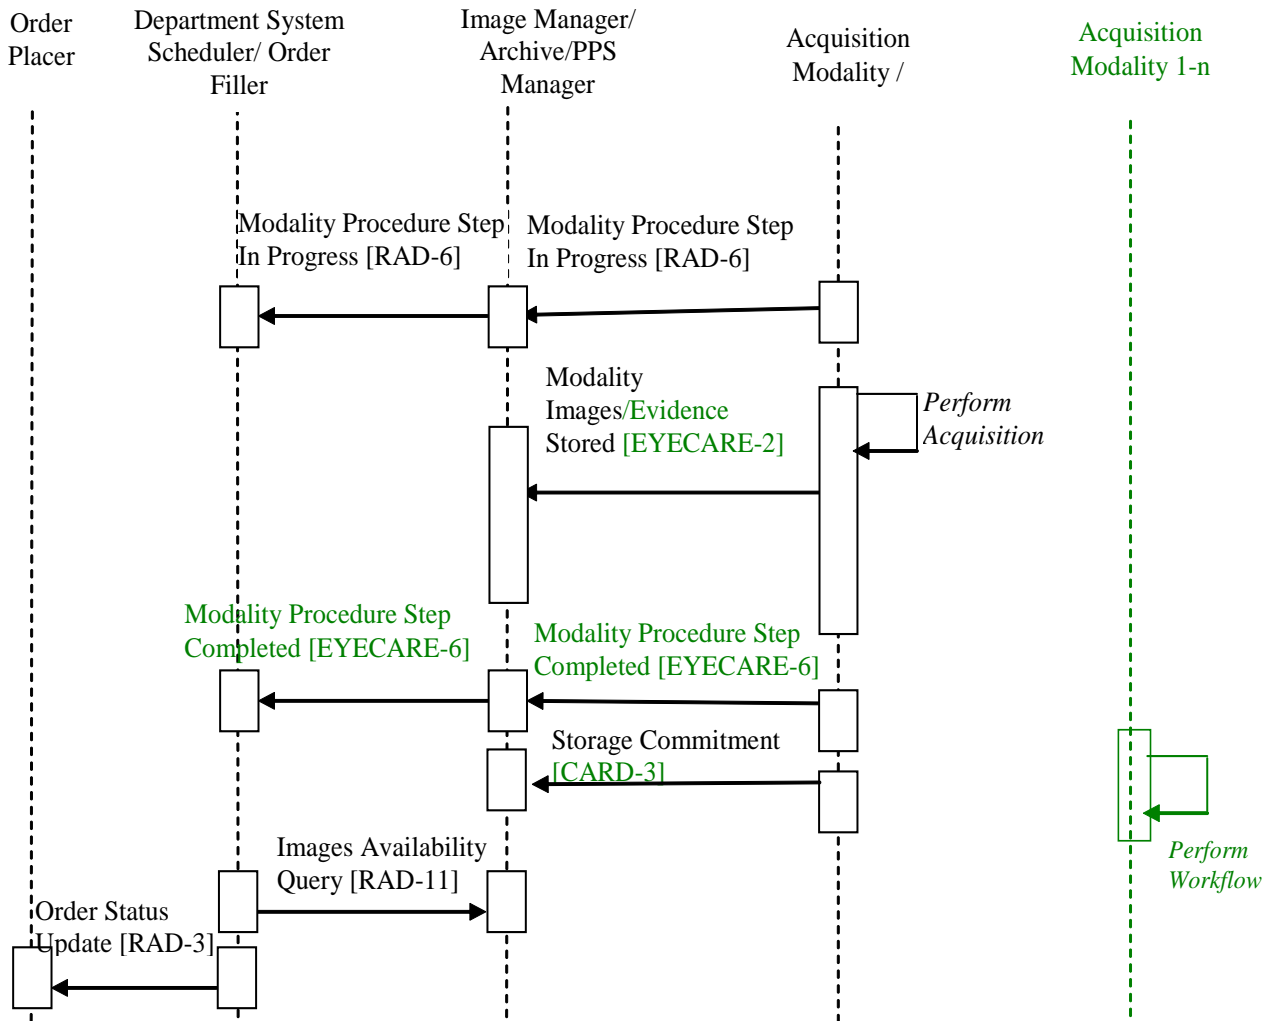 Order
Placer
Department System
Scheduler/ Order
Filler
Image Manager/
Archive/PPS
Manager
Acquisition
Modality /
Acquisition
Modality 1-n
Modality Procedure Step
In Progress [RAD-6]
Modality Procedure Step
In Progress [RAD-6]
Modality
Images/Evidence
Stored [EYECARE-2]
Perform
Acquisition
Modality Procedure Step
Completed [EYECARE-6]
Modality Procedure Step
Completed [EYECARE-6]
Storage Commitment
[CARD-3]
Perform
Workflow
Images Availability
Query [RAD-11]
Order Status
Update [RAD-3]